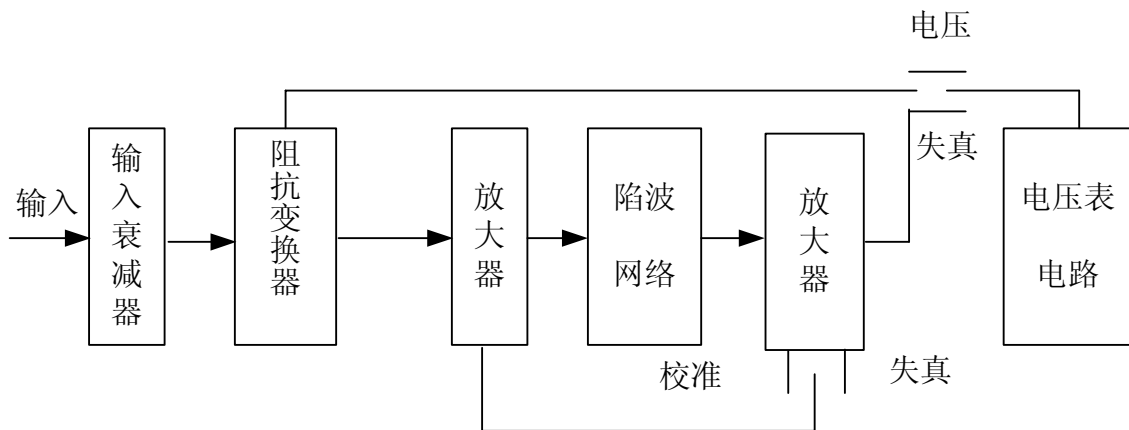 电压
失真
输入
输入衰减器
阻抗变换器
放大器
陷波
网络
放大器
电压表
电路
校准
失真